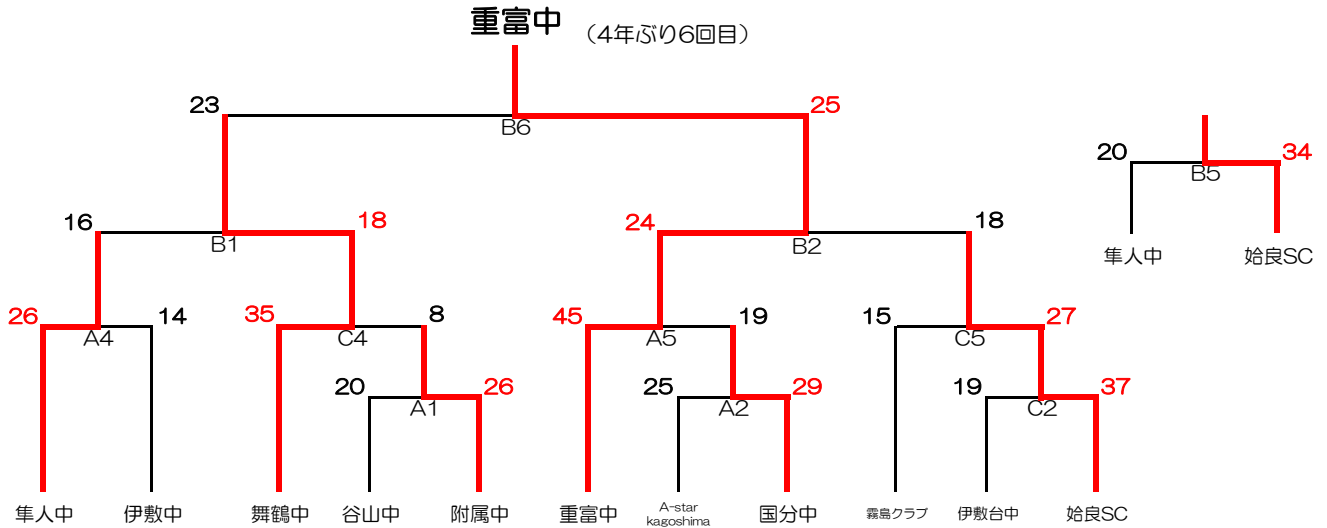 重富中 (4年ぶり6回目)
23 25
B6
20 34
B5
隼人中 姶良SC
16 18 24 18
B1 B2
26 14 35 8 45 19 15 27
A4 C4 A5 C5
20 26 25 29 19 37
A1 A2 C2
隼人中 伊敷中 舞鶴中 谷山中 附属中 重富中 A-star 国分中 霧島クラブ 伊敷台中 姶良SC
kagoshima